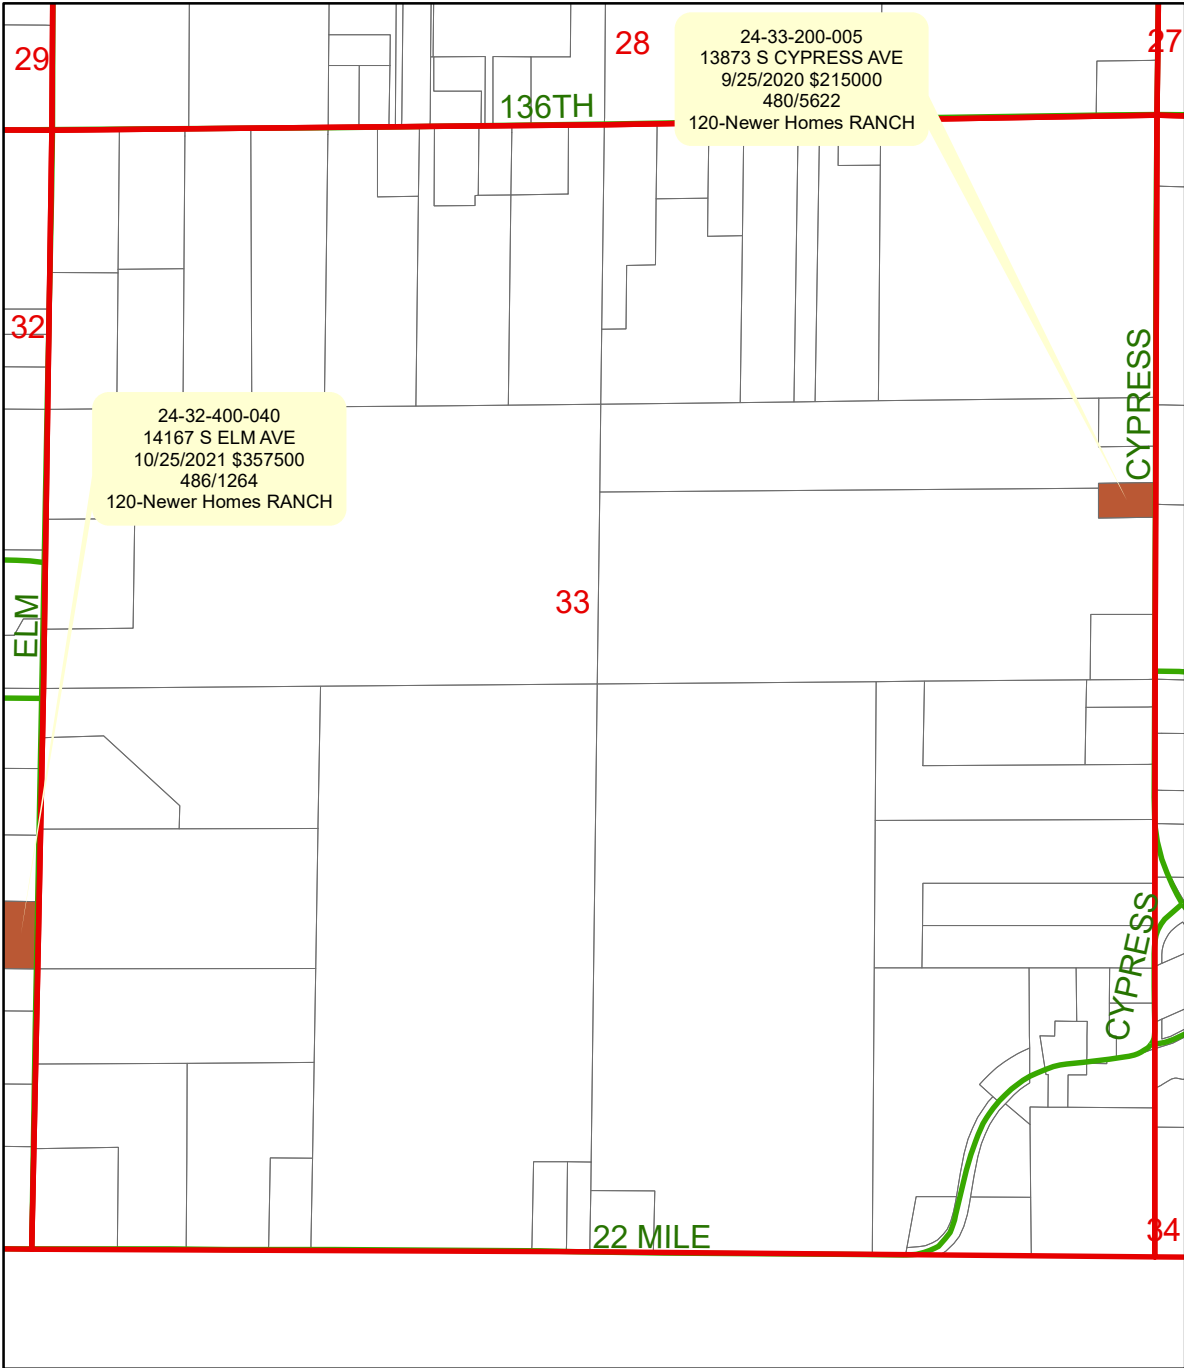 29
28
27
24-33-200-005
13873 S CYPRESS AVE
9/25/2020 $215000
480/5622
120-Newer Homes RANCH
136TH
32
CYPRESS
24-32-400-040
14167 S ELM AVE
10/25/2021 $357500
486/1264
120-Newer Homes RANCH
33
ELM
CYPRESS
22 MILE
34